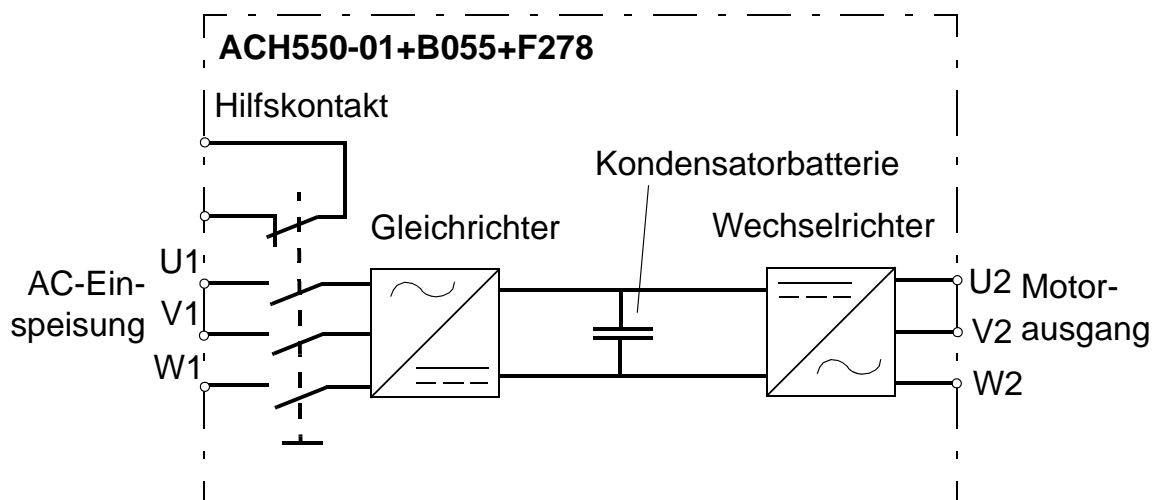 ACH550-01+B055+F278
Hilfskontakt
Kondensatorbatterie
Gleichrichter
Wechselrichter
AC-Ein-
speisung
U1
V1
W1
U2
V2
W2
Motor-
ausgang